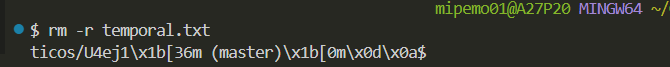 mipemo01@A27P20 MINGW64 ~/
$ rm -r temporal.txt
ticos/U4ej1\x1b[36m (master)\x1b[0m\x0d\x0a$